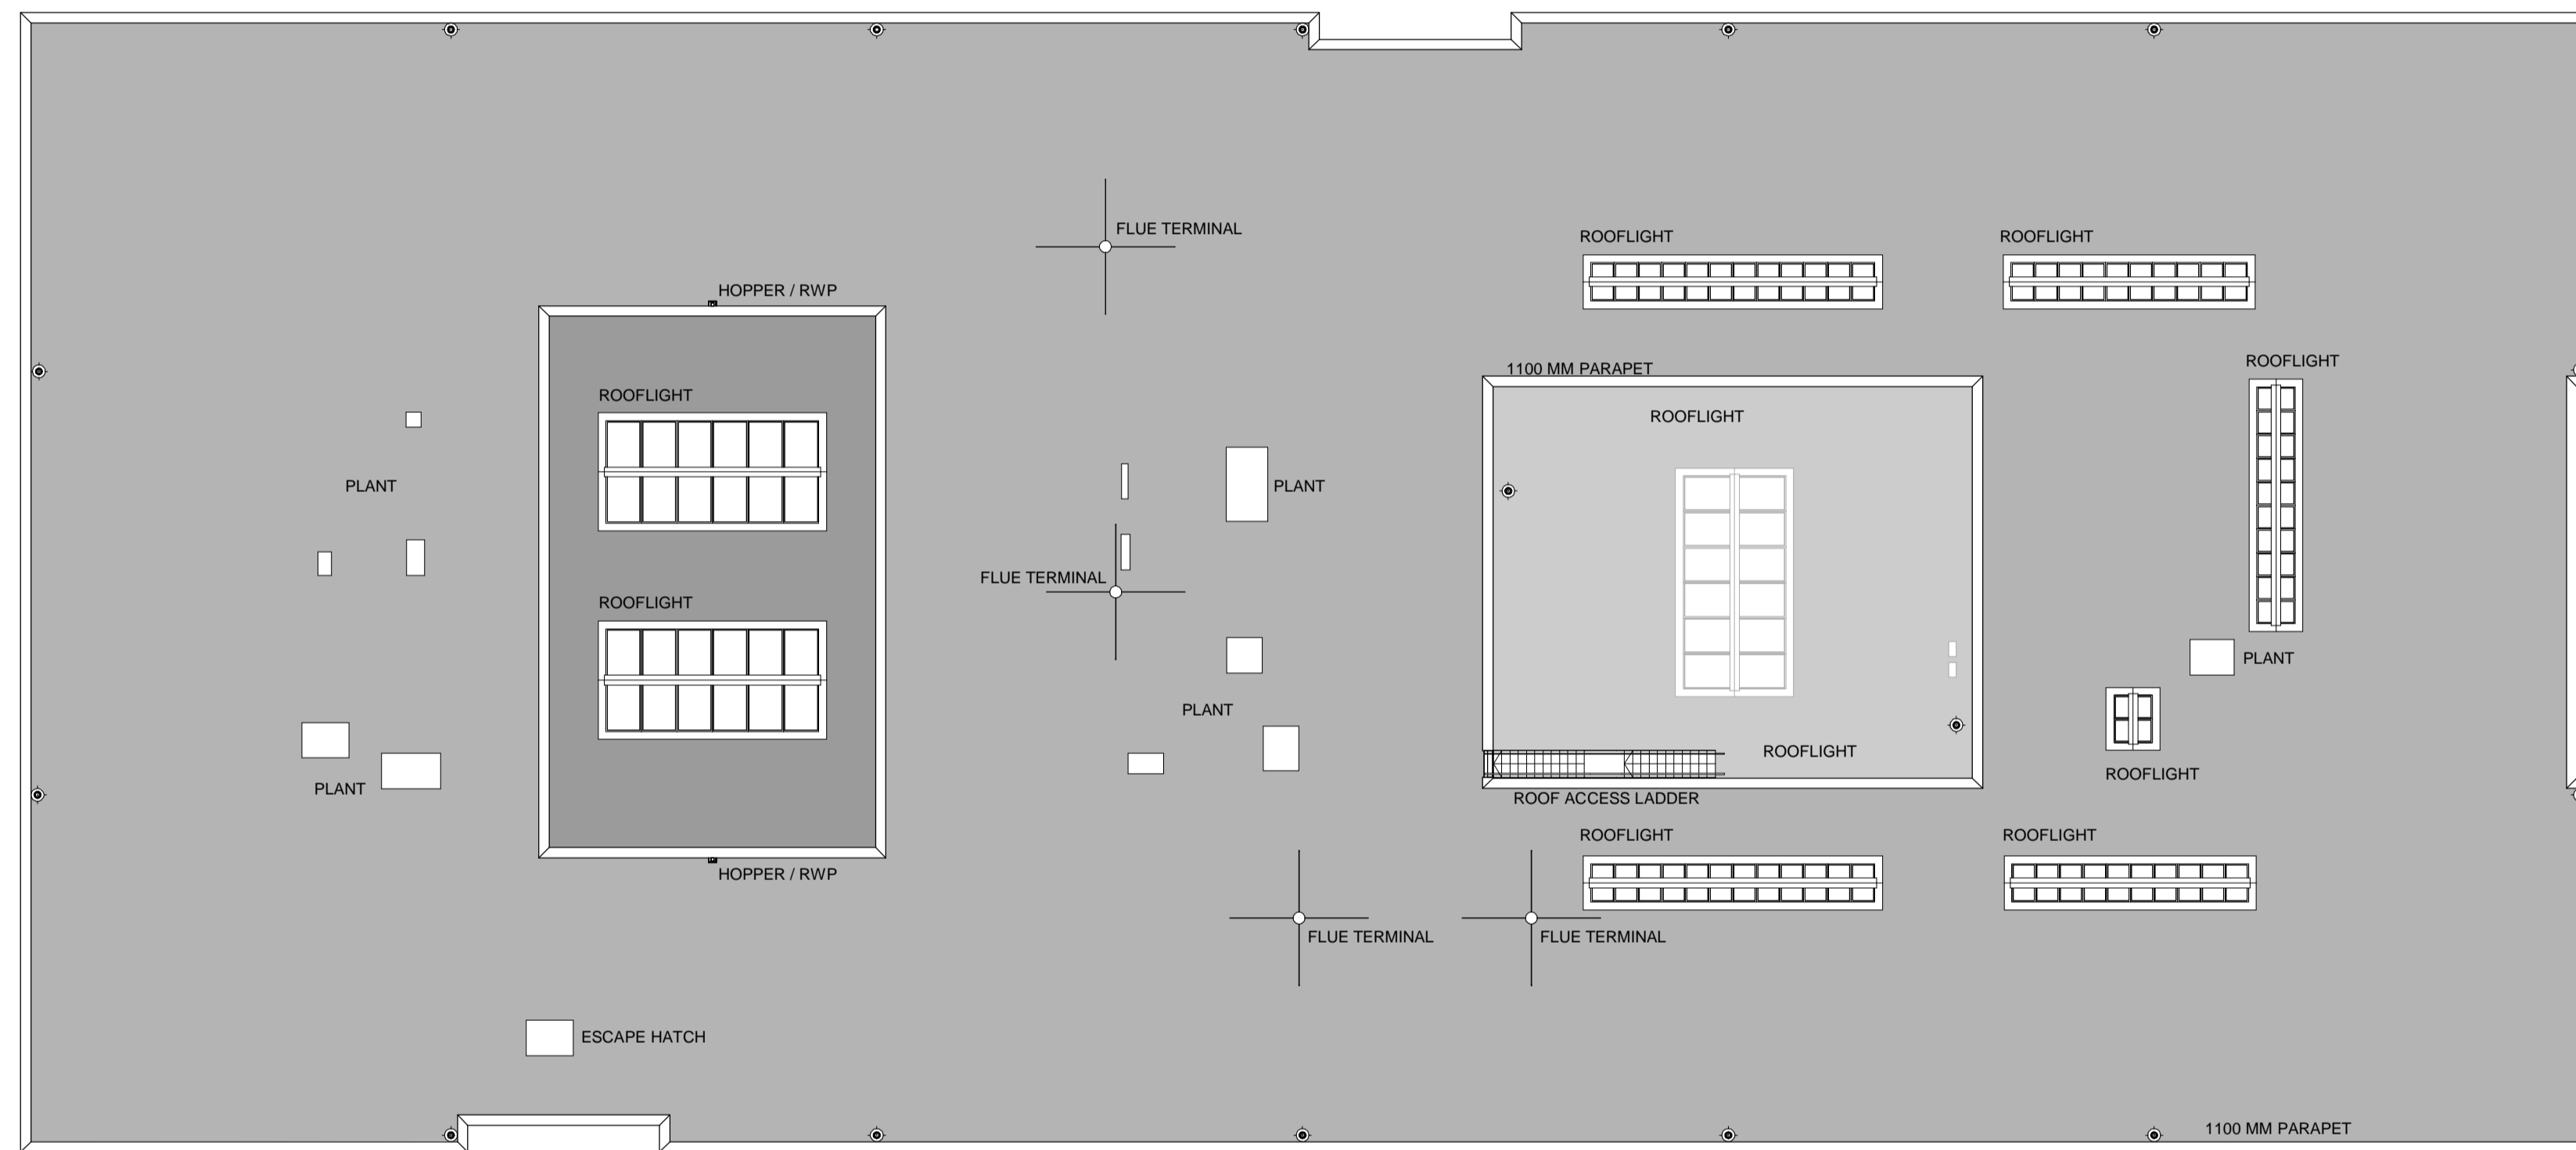 FLUE TERMINAL
ROOFLIGHT
ROOFLIGHT
HOPPER / RWP
ROOFLIGHT
1100 MM PARAPET
ROOFLIGHT
ROOFLIGHT
PLANT
PLANT
FLUE TERMINAL
ROOFLIGHT
PLANT
PLANT
ROOFLIGHT
ROOFLIGHT
PLANT
ROOF ACCESS LADDER
ROOFLIGHT
ROOFLIGHT
HOPPER / RWP
FLUE TERMINAL
FLUE TERMINAL
ESCAPE HATCH
1100 MM PARAPET